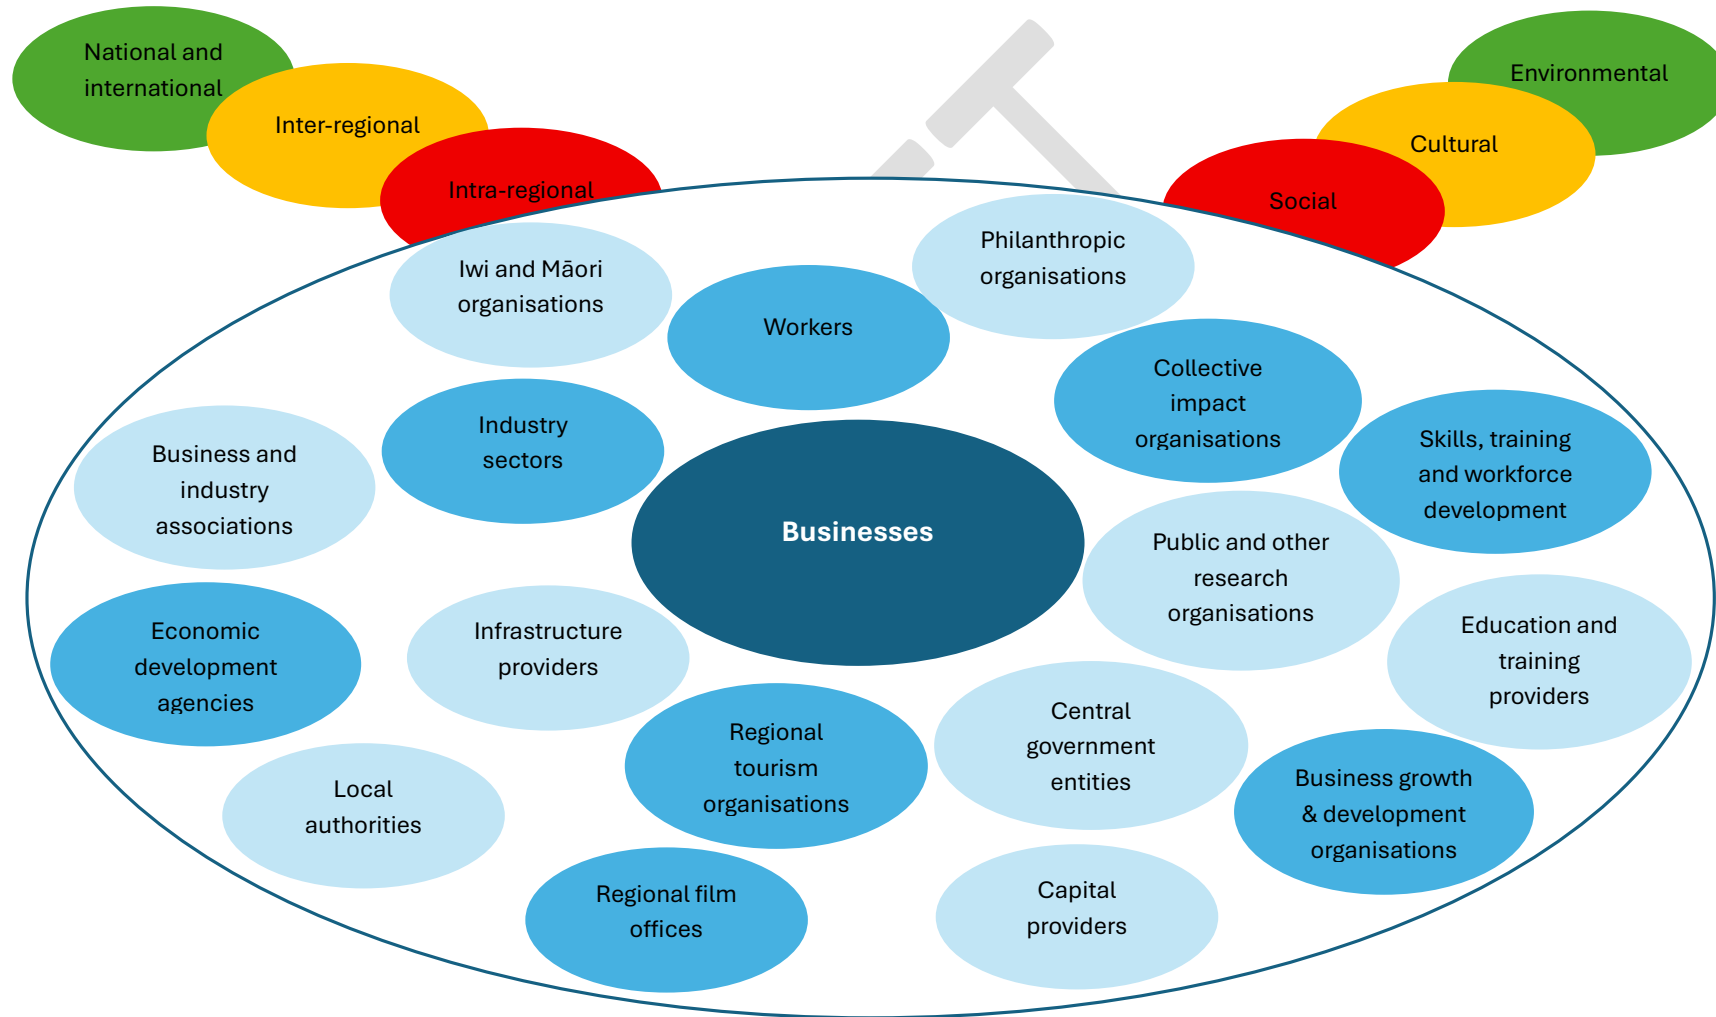 National and
international
Inter-regional
Intra-regional
Environmental
Cultural
Social
Iwi and Māori
organisations
Workers
Philanthropic
organisations
Collective
impact
organisations
Industry
sectors
Business and
industry
associations
Businesses
Skills, training
and workforce
development
Public and other
research
organisations
Economic
development
agencies
Infrastructure
providers
Education and
training
providers
Regional
tourism
organisations
Central
government
entities
Local
authorities
Business growth
& development
organisations
Regional film
offices
Capital
providers